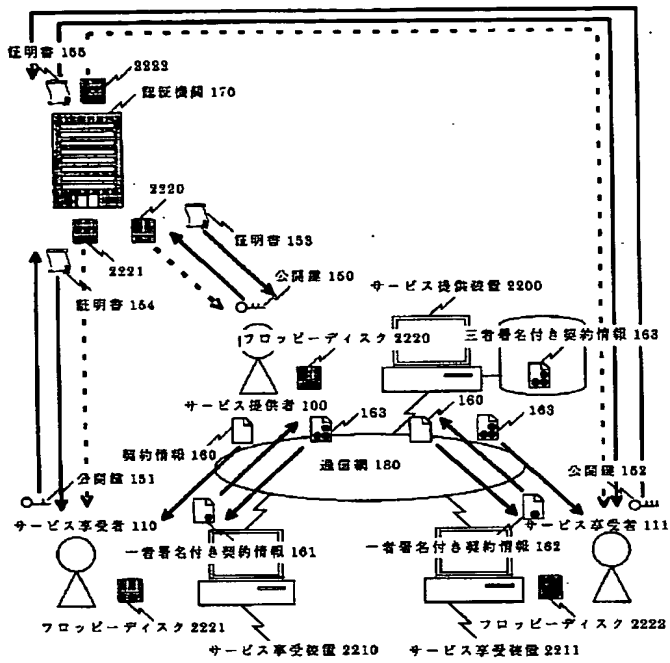 証明書 155
2222
認証機関 170
2220
証明書 153
2221
証明書 154
公開鍵 150
サービス提供装置 2200
フロッピーディスク 2220
三者署名付き契約情報 163
サービス提供者 100
163
160
163
契約情報 160
通信網 180
公開鍵 151
公開鍵 152
サービス享受者 110
サービス享受者 111
一者署名付き契約情報 161
一者署名付き契約情報 162
フロッピーディスク 2221
フロッピーディスク 2222
サービス享受装置 2210
サービス享受装置 2211